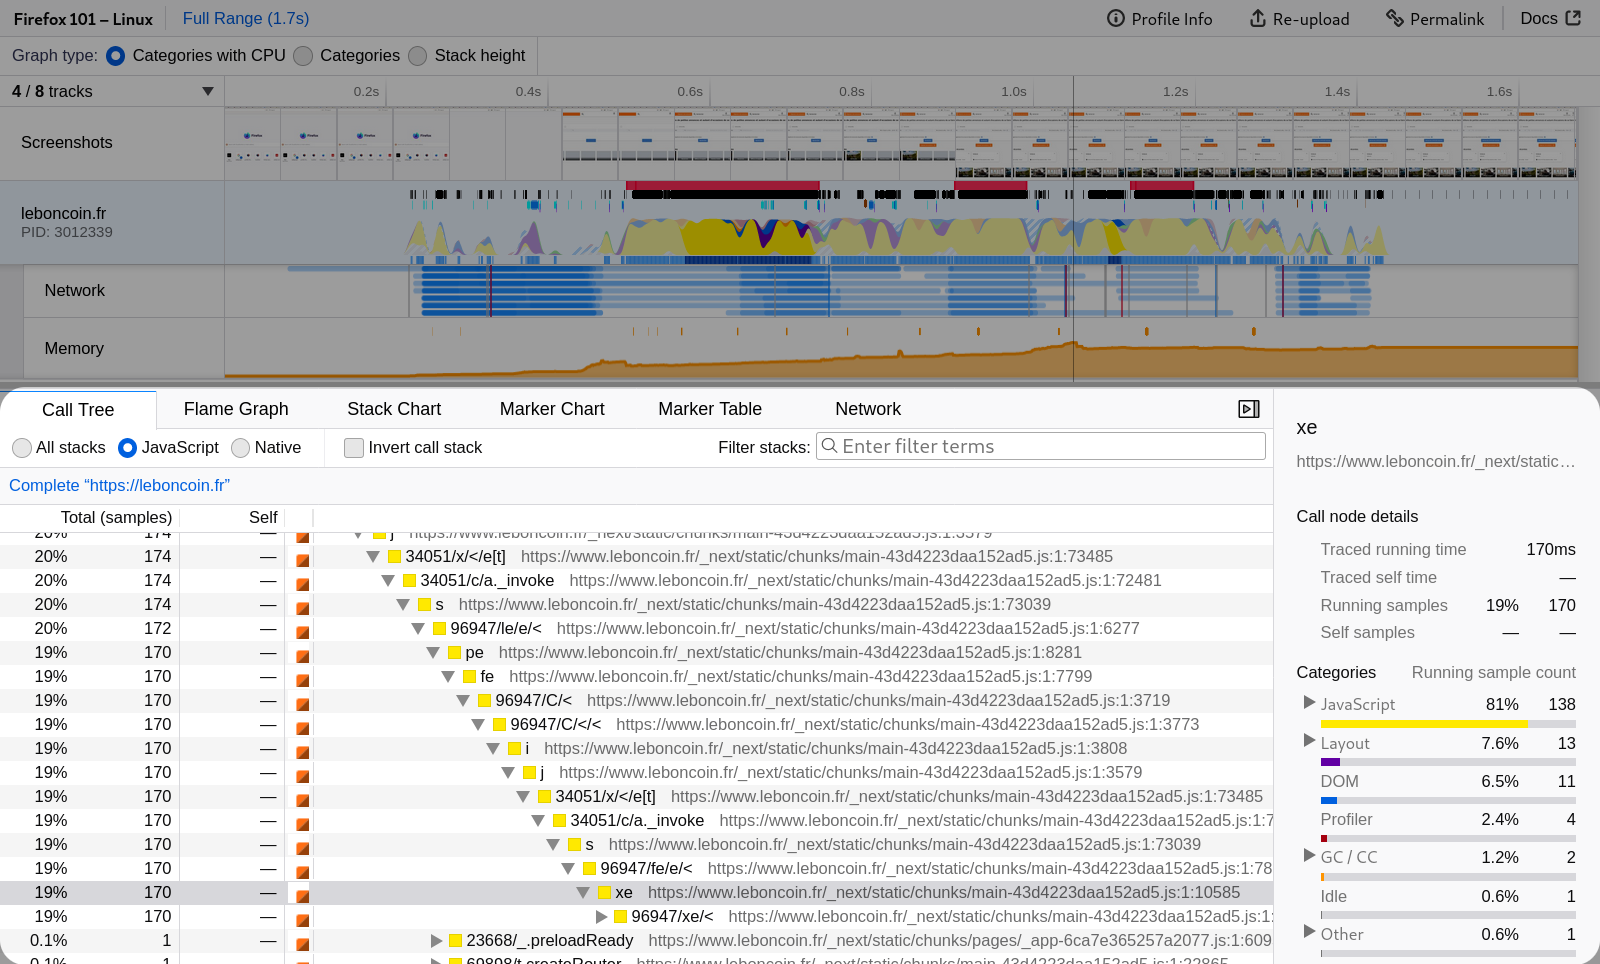 Firefox 101 – Linux Full Range (1.7s) Profile Info Re-upload Permalink Docs
Graph type: Categories with CPU Categories Stack height
4 / 8 tracks 0.2s 0.4s 0.6s 0.8s 1.0s 1.2s 1.4s 1.6s
Screenshots
leboncoin.fr
PID: 3012339
Network
Memory
Call Tree Flame Graph Stack Chart Marker Chart Marker Table Network
All stacks JavaScript Native Invert call stack Filter stacks: Enter filter terms
Complete “https://leboncoin.fr”
Total (samples) Self
20% 174 j https://www.leboncoin.fr/_next/static/chunks/main-43d4223daa152ad5.js:1:3579
20% 174 — 34051/x/</e[t] https://www.leboncoin.fr/_next/static/chunks/main-43d4223daa152ad5.js:1:73485
20% 174 — 34051/c/a._invoke https://www.leboncoin.fr/_next/static/chunks/main-43d4223daa152ad5.js:1:72481
20% 174 — s https://www.leboncoin.fr/_next/static/chunks/main-43d4223daa152ad5.js:1:73039
20% 172 — 96947/le/e/< https://www.leboncoin.fr/_next/static/chunks/main-43d4223daa152ad5.js:1:6277
19% 170 — pe https://www.leboncoin.fr/_next/static/chunks/main-43d4223daa152ad5.js:1:8281
19% 170 — fe https://www.leboncoin.fr/_next/static/chunks/main-43d4223daa152ad5.js:1:7799
19% 170 — 96947/C/< https://www.leboncoin.fr/_next/static/chunks/main-43d4223daa152ad5.js:1:3719
19% 170 — 96947/C/</< https://www.leboncoin.fr/_next/static/chunks/main-43d4223daa152ad5.js:1:3773
19% 170 — i https://www.leboncoin.fr/_next/static/chunks/main-43d4223daa152ad5.js:1:3808
19% 170 — j https://www.leboncoin.fr/_next/static/chunks/main-43d4223daa152ad5.js:1:3579
19% 170 — 34051/x/</e[t] https://www.leboncoin.fr/_next/static/chunks/main-43d4223daa152ad5.js:1:73485
19% 170 — 34051/c/a._invoke https://www.leboncoin.fr/_next/static/chunks/main-43d4223daa152ad5.js:1:7
19% 170 — s https://www.leboncoin.fr/_next/static/chunks/main-43d4223daa152ad5.js:1:73039
19% 170 — 96947/fe/e/< https://www.leboncoin.fr/_next/static/chunks/main-43d4223daa152ad5.js:1:78
19% 170 — xe https://www.leboncoin.fr/_next/static/chunks/main-43d4223daa152ad5.js:1:10585
19% 170 — 96947/xe/< https://www.leboncoin.fr/_next/static/chunks/main-43d4223daa152ad5.js:1:
0.1% 1 — 23668/_.preloadReady https://www.leboncoin.fr/_next/static/chunks/pages/_app-6ca7e365257a2077.js:1:609
0.1% 1 69898/t.createRouter https://www.leboncoin.fr/_next/static/chunks/main-43d4223daa152ad5.js:1:22865
xe
https://www.leboncoin.fr/_next/static…
Call node details
Traced running time 170ms
Traced self time —
Running samples 19% 170
Self samples — —
Categories Running sample count
JavaScript 81% 138
Layout 7.6% 13
DOM 6.5% 11
Profiler 2.4% 4
GC / CC 1.2% 2
Idle 0.6% 1
Other 0.6% 1